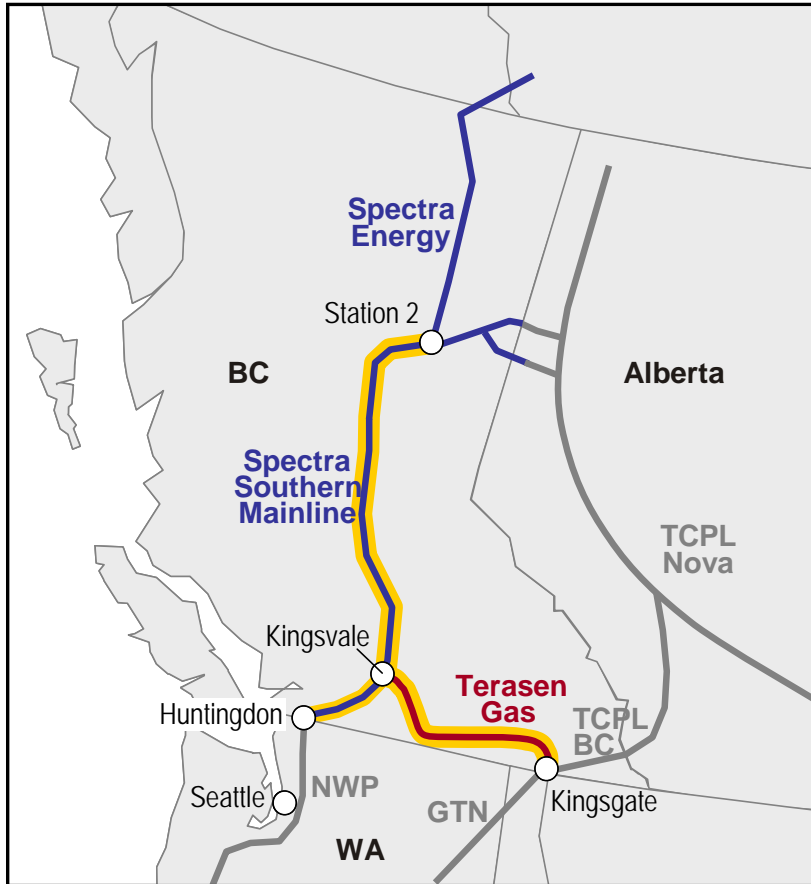 Spectra
Energy
Station 2
BC
Alberta
Spectra
Southern
Mainline
TCPL
Nova
Kingsvale
Terasen
Gas
Huntingdon
TCPL
BC
Seattle
NWP
GTN
Kingsgate
WA